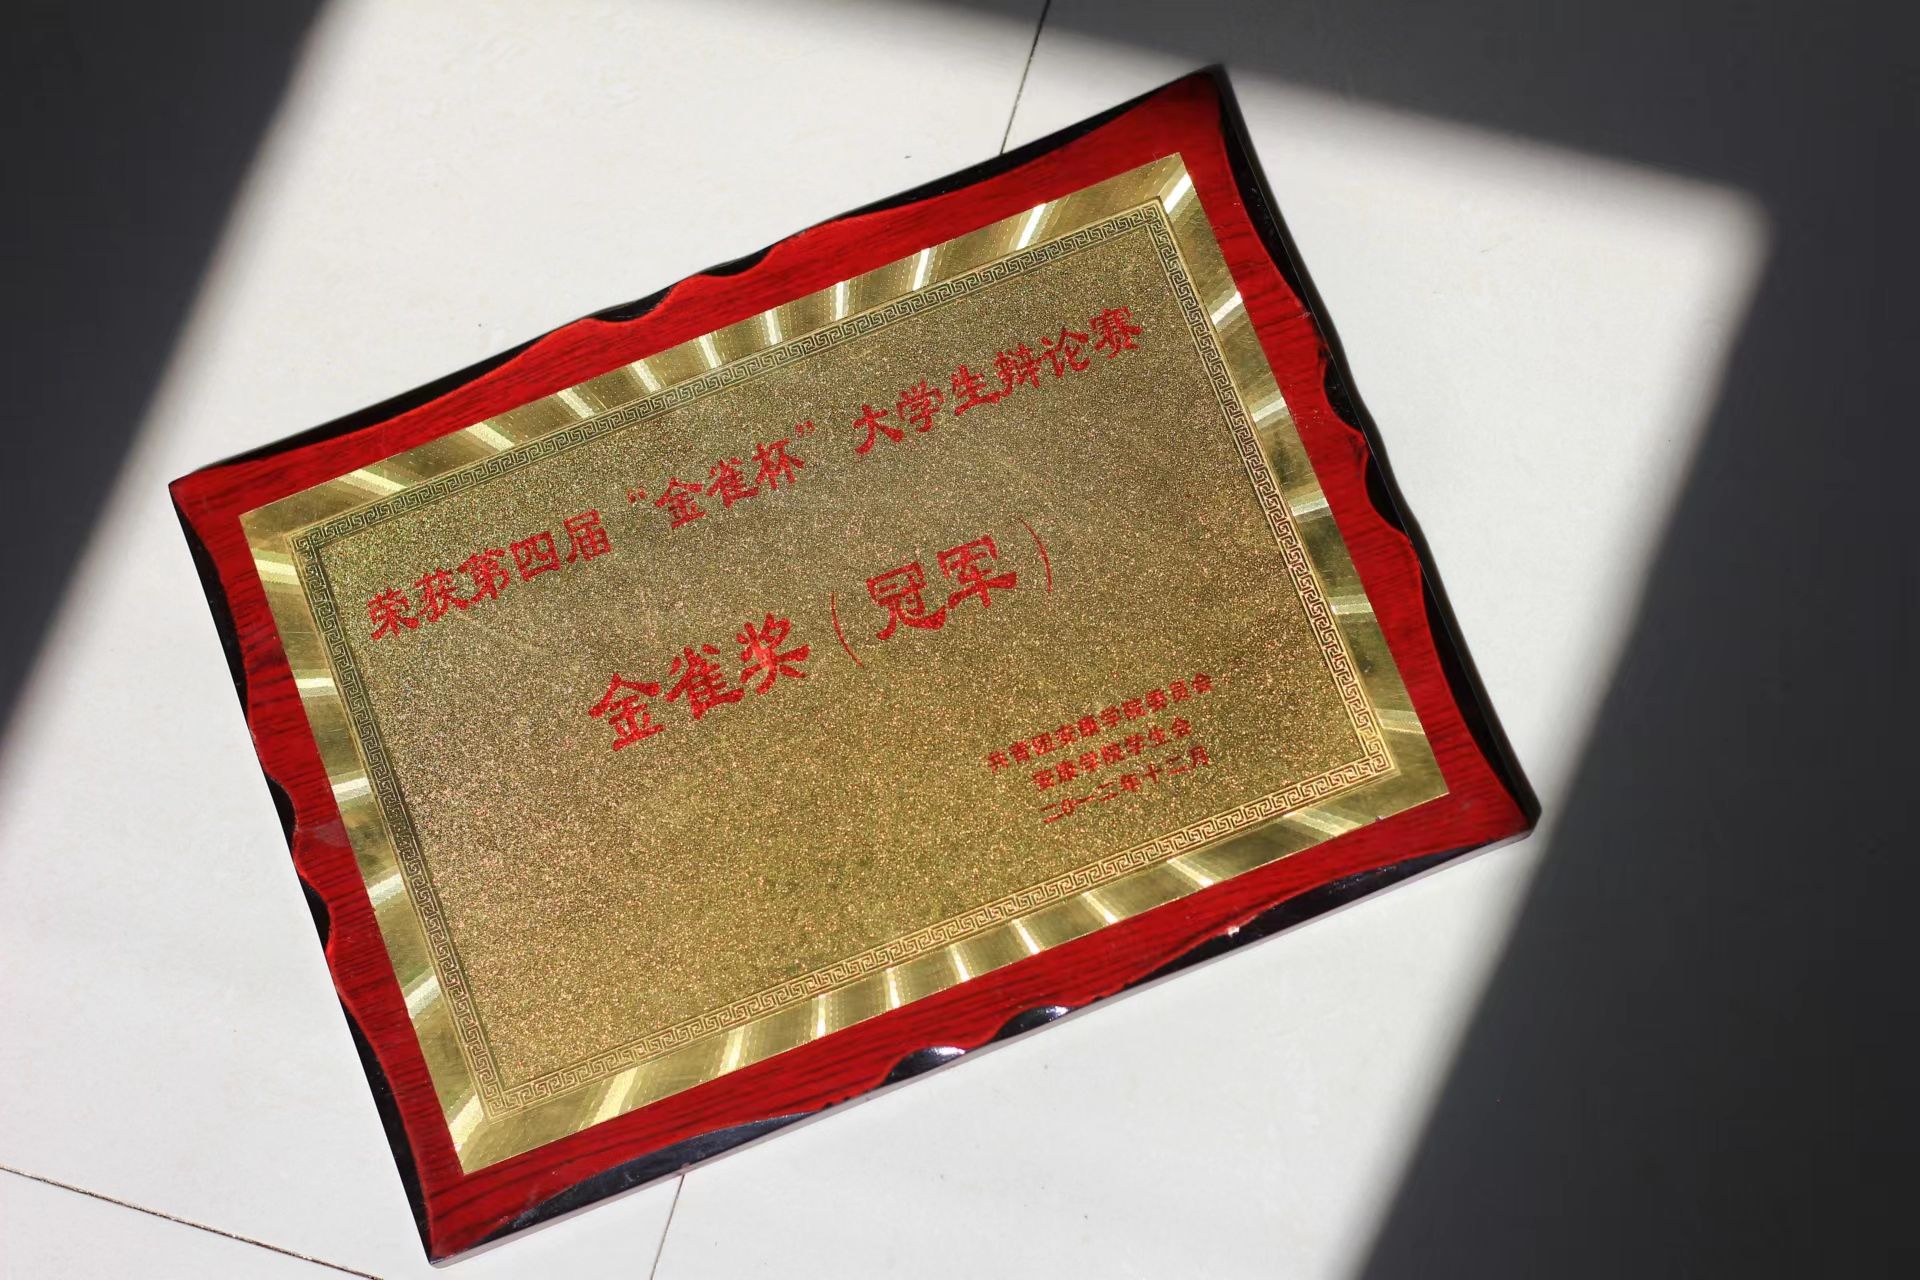 荣获第四届“金雀杯”大学生辩论赛
金雀奖（冠军）
共青团安康学院委员会
安康学院学生会
二0一二年十二月